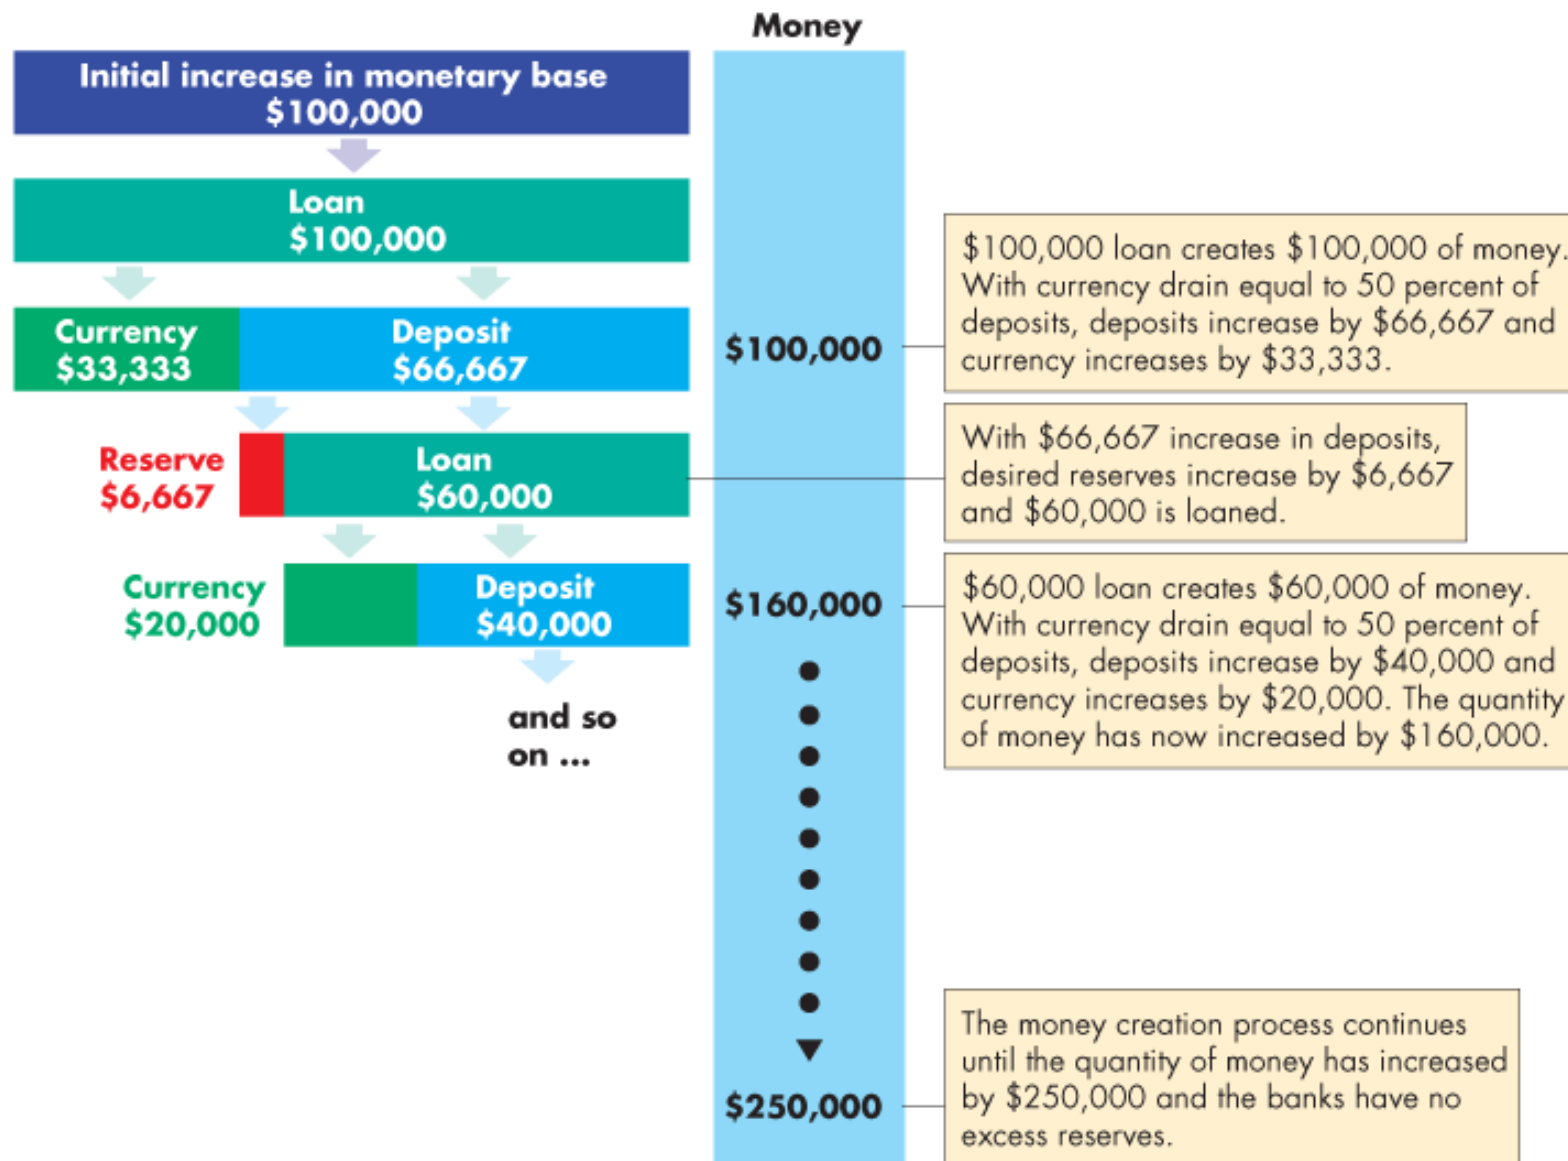 Money
Initial increase in monetary base
$100,000
Loan
$100,000
Currency
$33,333
Deposit
$66,667
$100,000
$100,000 loan creates $100,000 of money.
With currency drain equal to 50 percent of
deposits, deposits increase by $66,667 and
currency increases by $33,333.
Reserve
$6,667
Loan
$60,000
With $66,667 increase in deposits,
desired reserves increase by $6,667
and $60,000 is loaned.
Currency
$20,000
Deposit
$40,000
$160,000
$60,000 loan creates $60,000 of money.
With currency drain equal to 50 percent of
deposits, deposits increase by $40,000 and
currency increases by $20,000. The quantity
of money has now increased by $160,000.
and so
on ...
$250,000
The money creation process continues
until the quantity of money has increased
by $250,000 and the banks have no
excess reserves.